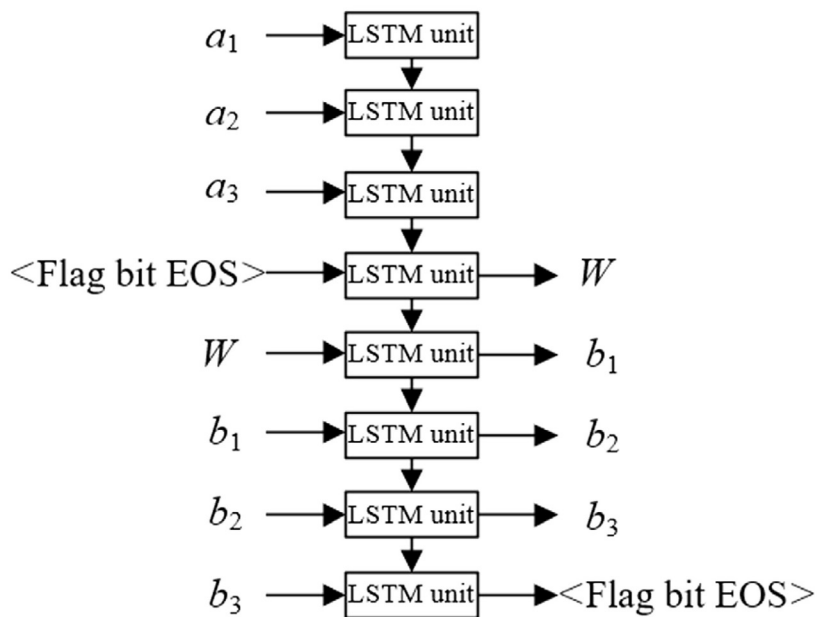 a₁ LSTM unit
a₂ LSTM unit
a₃ LSTM unit
<Flag bit EOS> LSTM unit W
W LSTM unit b₁
b₁ LSTM unit b₂
b₂ LSTM unit b₃
b₃ LSTM unit <Flag bit EOS>